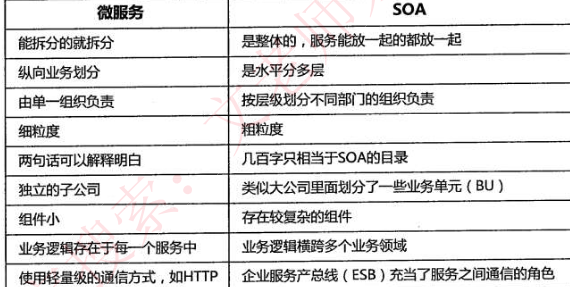 微服务 SOA
能拆分的就拆分 是整体的，服务能放一起的都放一起
纵向业务划分 是水平分多层
由单一组织负责 按层级划分不同部门的组织负责
细粒度 粗粒度
两句话可以解释明白 几百字只相当于SOA的目录
独立的子公司 类似大公司里面划分了一些业务单元（BU）
组件小 存在较复杂的组件
业务逻辑存在于每一个服务中 业务逻辑横跨多个业务领域
使用轻量级的通信方式，如HTTP 企业服务产总线（ESB）充当了服务之间通信的角色